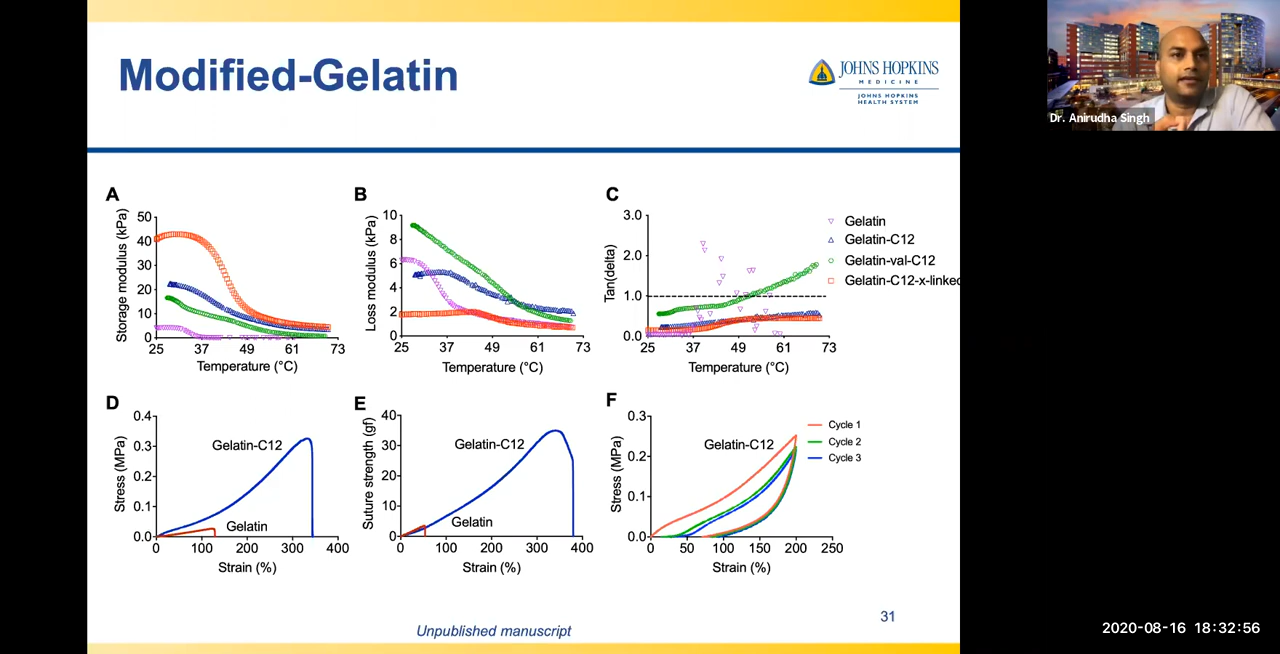 Modified-Gelatin
JOHNS HOPKINS
MEDICINE
JOHNS HOPKINS
HEALTH SYSTEM
Dr. Anirudha Singh
A
Storage modulus (kPa)
50
40
30
20
10
0
25 37 49 61 73
Temperature (°C)
B
Loss modulus (kPa)
10
8
6
4
2
0
25 37 49 61 73
Temperature (°C)
C
Tan(delta)
3.0
2.0
1.0
0.0
25 37 49 61 73
Temperature (°C)
Gelatin
Gelatin-C12
Gelatin-val-C12
Gelatin-C12-x-linked
D
Stress (MPa)
0.4
0.3
0.2
0.1
0.0
Gelatin-C12
Gelatin
0 100 200 300 400
Strain (%)
E
Suture strength (gf)
40
30
20
10
0
Gelatin-C12
Gelatin
0 100 200 300 400
Strain (%)
F
Stress (MPa)
0.3
0.2
0.1
0.0
Gelatin-C12
0 50 100 150 200 250
Strain (%)
Cycle 1
Cycle 2
Cycle 3
31
Unpublished manuscript
2020-08-16 18:32:56